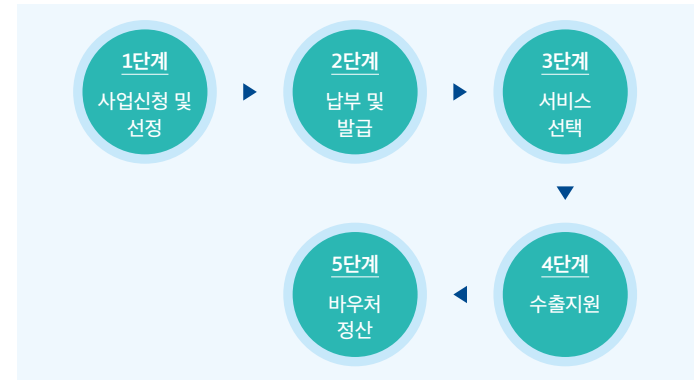 1단계
사업신청 및
선정
2단계
납부 및
발급
3단계
서비스
선택
4단계
수출지원
5단계
바우처
정산